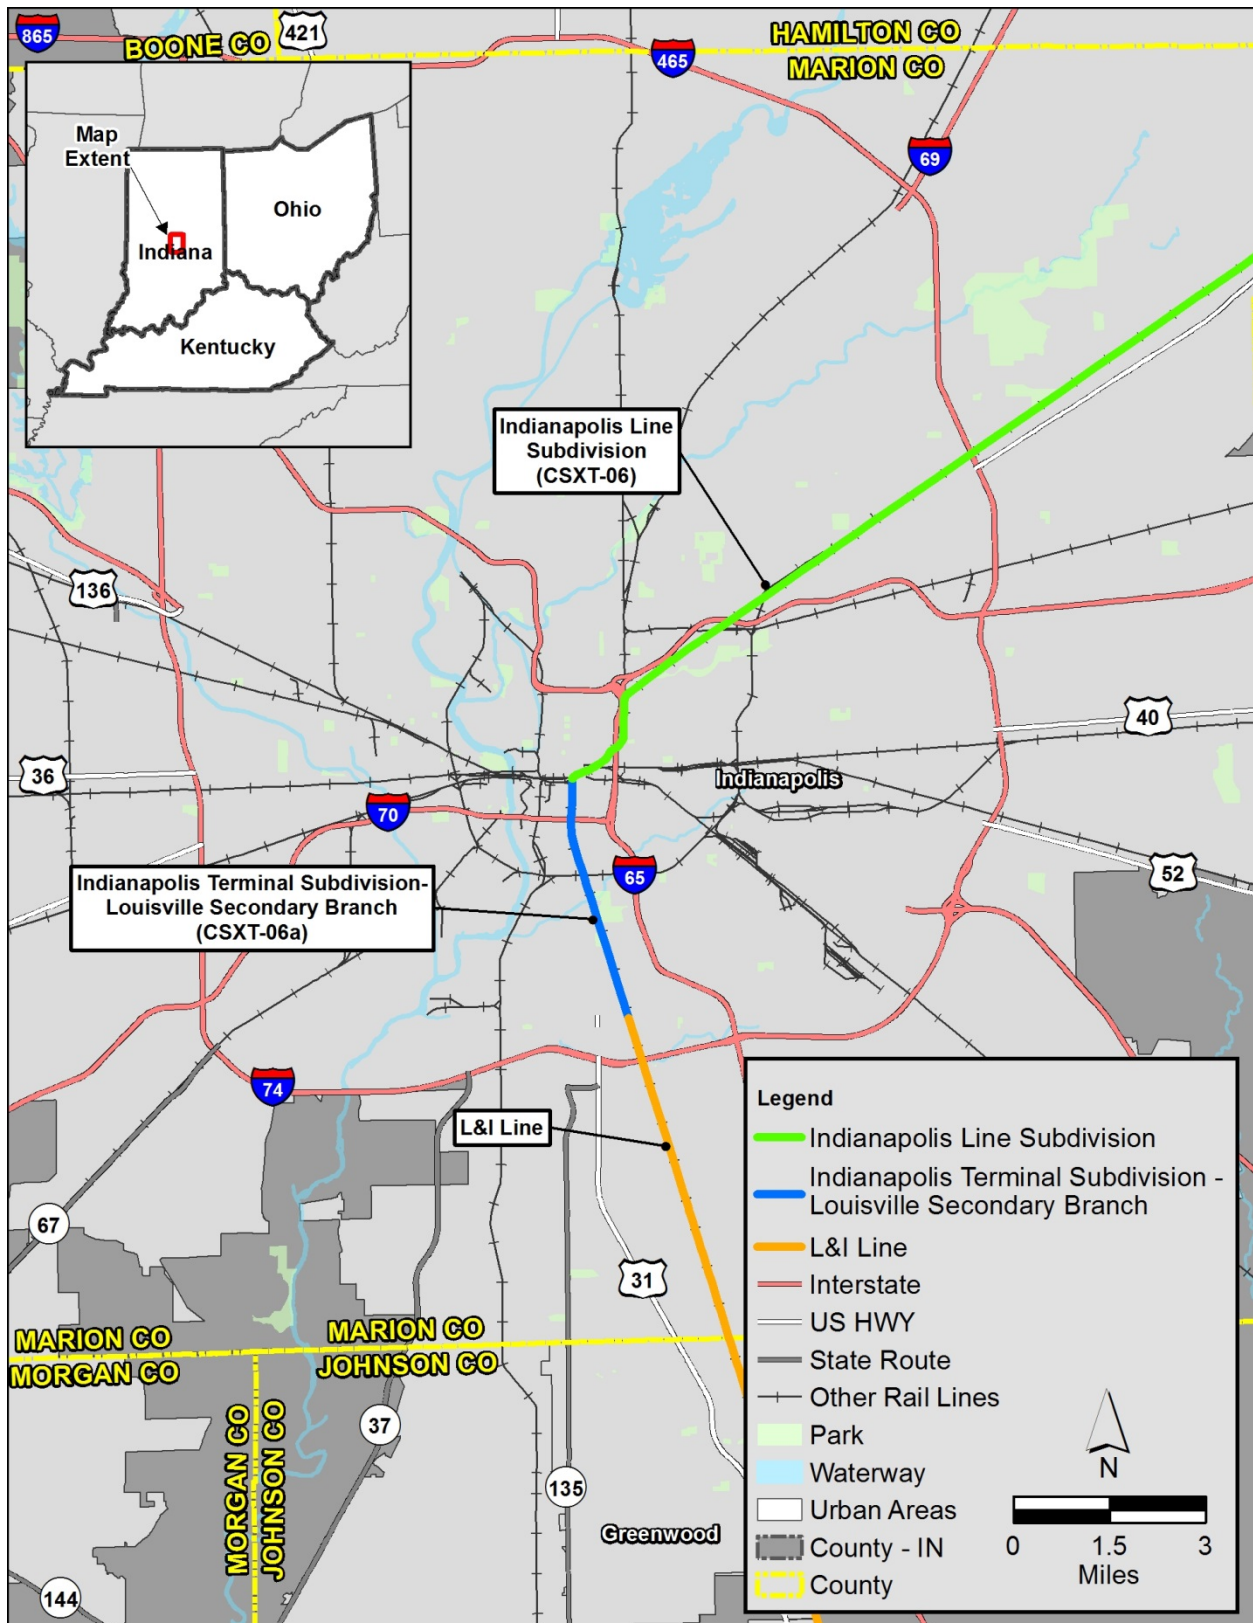 865
BOONE CO
421
HAMILTON CO
465
MARION CO
69
Map
Extent
Ohio
Indiana
Kentucky
Indianapolis Line
Subdivision
(CSXT-06)
136
40
36
Indianapolis
70
65
52
Indianapolis Terminal Subdivision-
Louisville Secondary Branch
(CSXT-06a)
74
L&I Line
67
31
MARION CO
MARION CO
MORGAN CO
JOHNSON CO
MORGAN CO
JOHNSON CO
37
135
Greenwood
144
Legend
Indianapolis Line Subdivision
Indianapolis Terminal Subdivision -
Louisville Secondary Branch
L&I Line
Interstate
US HWY
State Route
Other Rail Lines
Park
Waterway
Urban Areas
County - IN
County
N
0 1.5 3
Miles